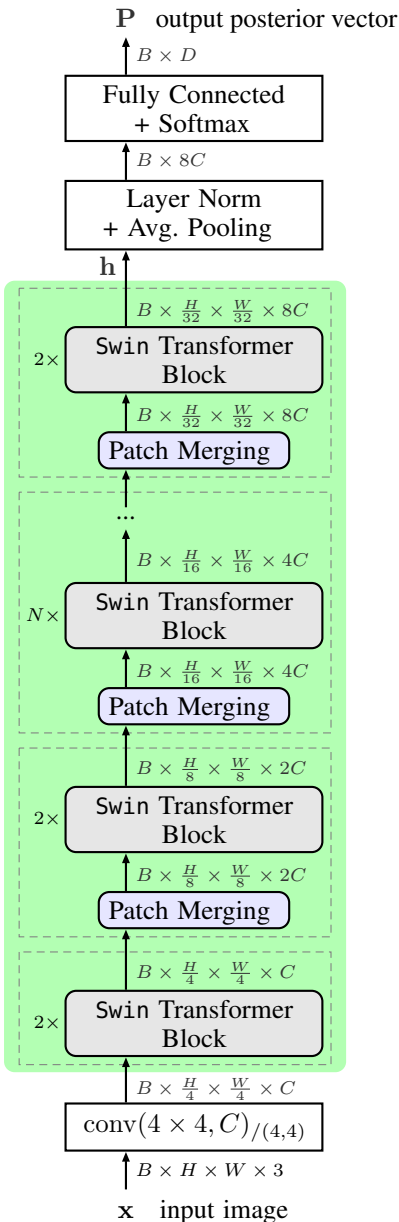 P output posterior vector
B × D
Fully Connected
+ Softmax
B × 8C
Layer Norm
+ Avg. Pooling
h
B × H/32 × W/32 × 8C
2×
Swin Transformer
Block
B × H/32 × W/32 × 8C
Patch Merging
...
B × H/16 × W/16 × 4C
N×
Swin Transformer
Block
B × H/16 × W/16 × 4C
Patch Merging
B × H/8 × W/8 × 2C
2×
Swin Transformer
Block
B × H/8 × W/8 × 2C
Patch Merging
B × H/4 × W/4 × C
2×
Swin Transformer
Block
B × H/4 × W/4 × C
conv(4 × 4, C)/(4,4)
B × H × W × 3
x input image